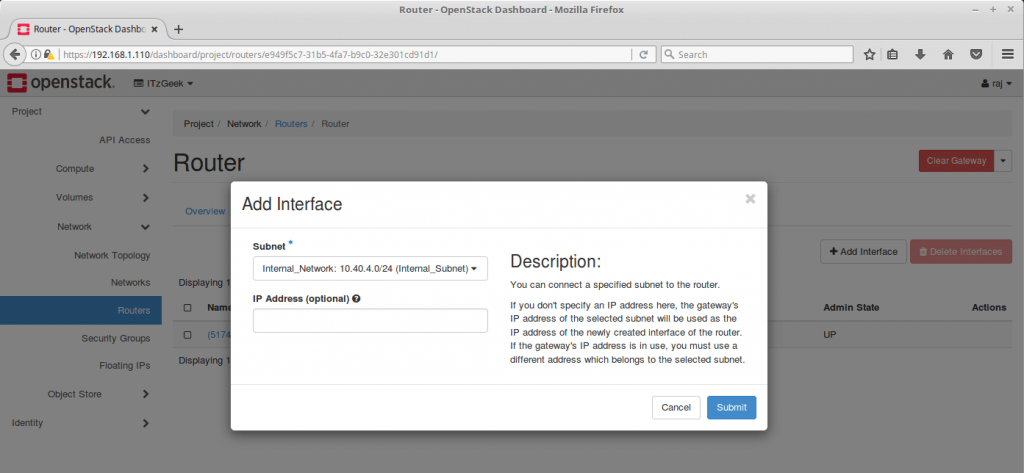 Router - OpenStack Dashboard - Mozilla Firefox
Router - OpenStack Dashbo
https://192.168.1.110/dashboard/project/routers/e949f5c7-31b5-4fa7-b9c0-32e301cd91d1/
Search
openstack.
ITzGeek
raj
Project
API Access
Compute
Volumes
Network
Network Topology
Networks
Routers
Security Groups
Floating IPs
Object Store
Identity
Project / Network / Routers / Router
Router
Clear Gateway
Overview
+ Add Interface
Delete Interfaces
Displaying 1
Name
Admin State
Actions
(5174
UP
Displaying 1
Add Interface
Subnet *
Internal_Network: 10.40.4.0/24 (Internal_Subnet)
IP Address (optional)
Description:
You can connect a specified subnet to the router.
If you don't specify an IP address here, the gateway's
IP address of the selected subnet will be used as the
IP address of the newly created interface of the router.
If the gateway's IP address is in use, you must use a
different address which belongs to the selected subnet.
Cancel
Submit